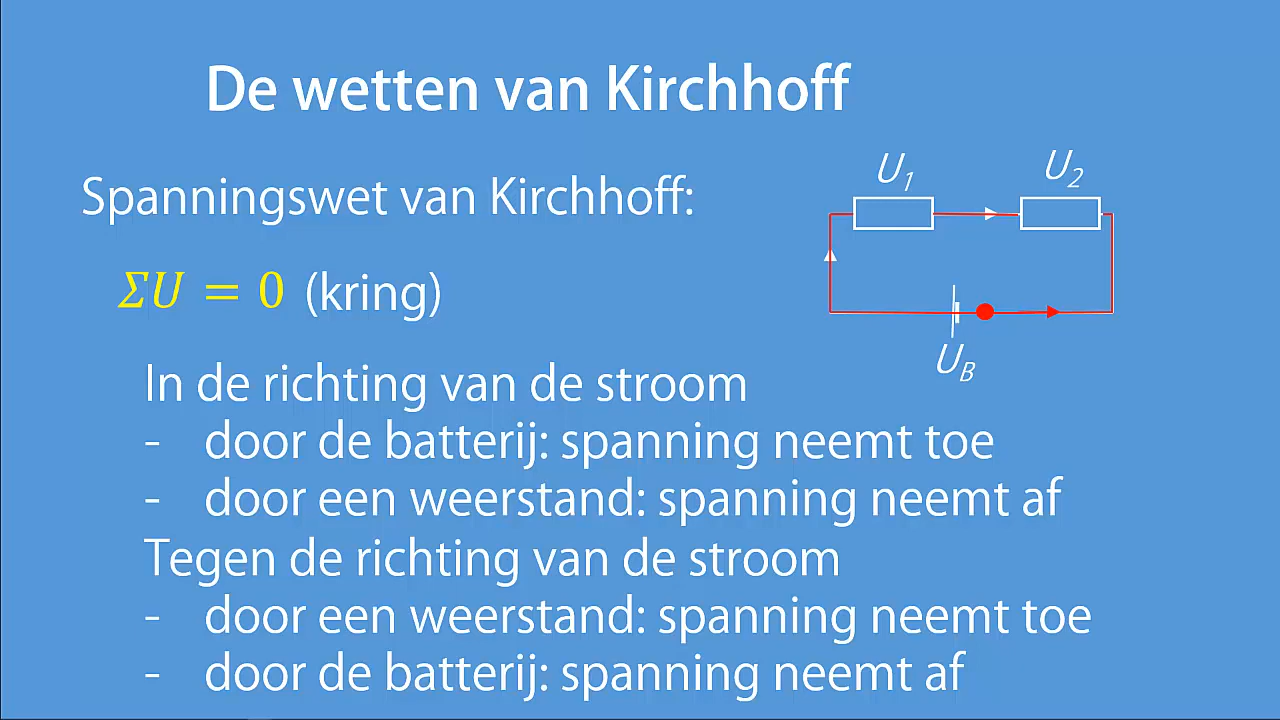 De wetten van Kirchhoff
Spanningswet van Kirchhoff:
U₁
U₂
ΣU = 0 (kring)
U_B
In de richting van de stroom
- door de batterij: spanning neemt toe
- door een weerstand: spanning neemt af
Tegen de richting van de stroom
- door een weerstand: spanning neemt toe
- door de batterij: spanning neemt af